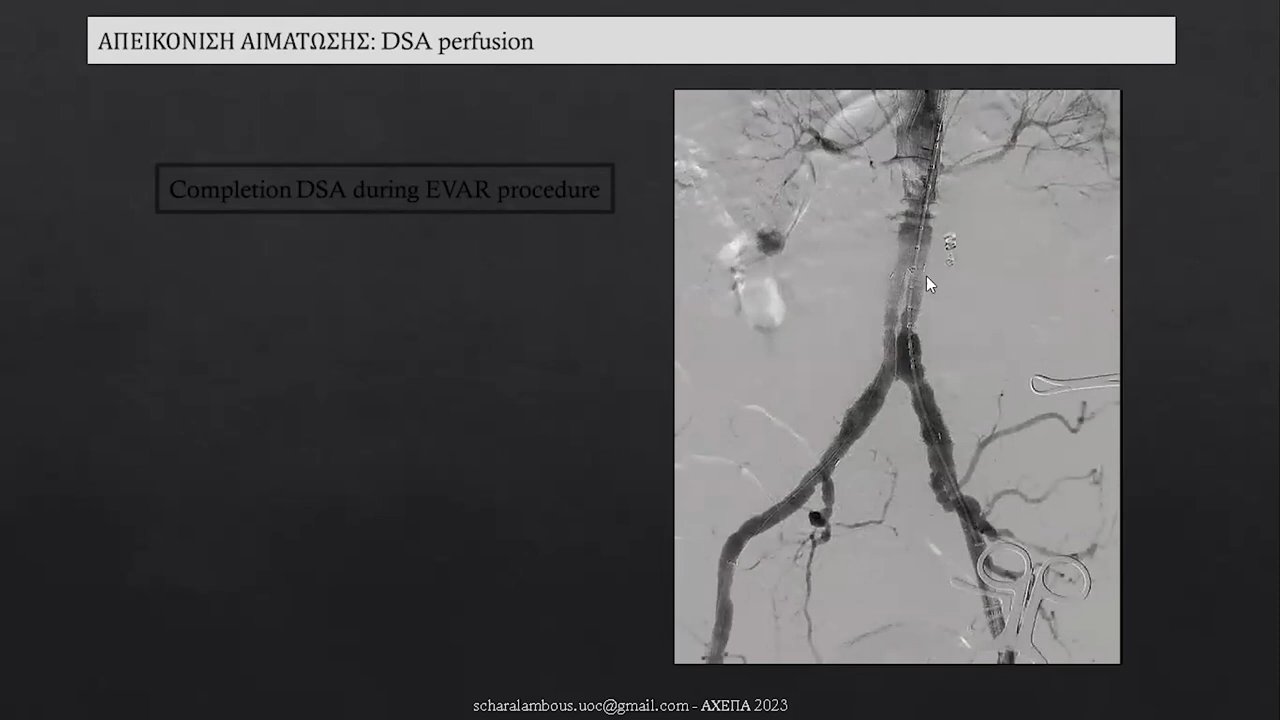 ΑΠΕΙΚΟΝΙΣΗ ΑΙΜΑΤΩΣΗΣ: DSA perfusion
Completion DSA during EVAR procedure
scharalambous.uoc@gmail.com - ΑΧΕΠΑ 2023